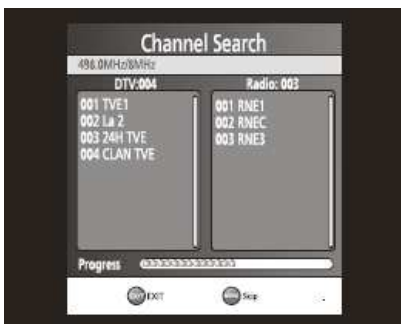 Channel Search
498.0MHz/8MHz
DTV:004
Radio: 003
001 TVE1
002 La 2
003 24H TVE
004 CLAN TVE
001 RNE1
002 RNEC
003 RNE3
Progress
EXIT
Skip